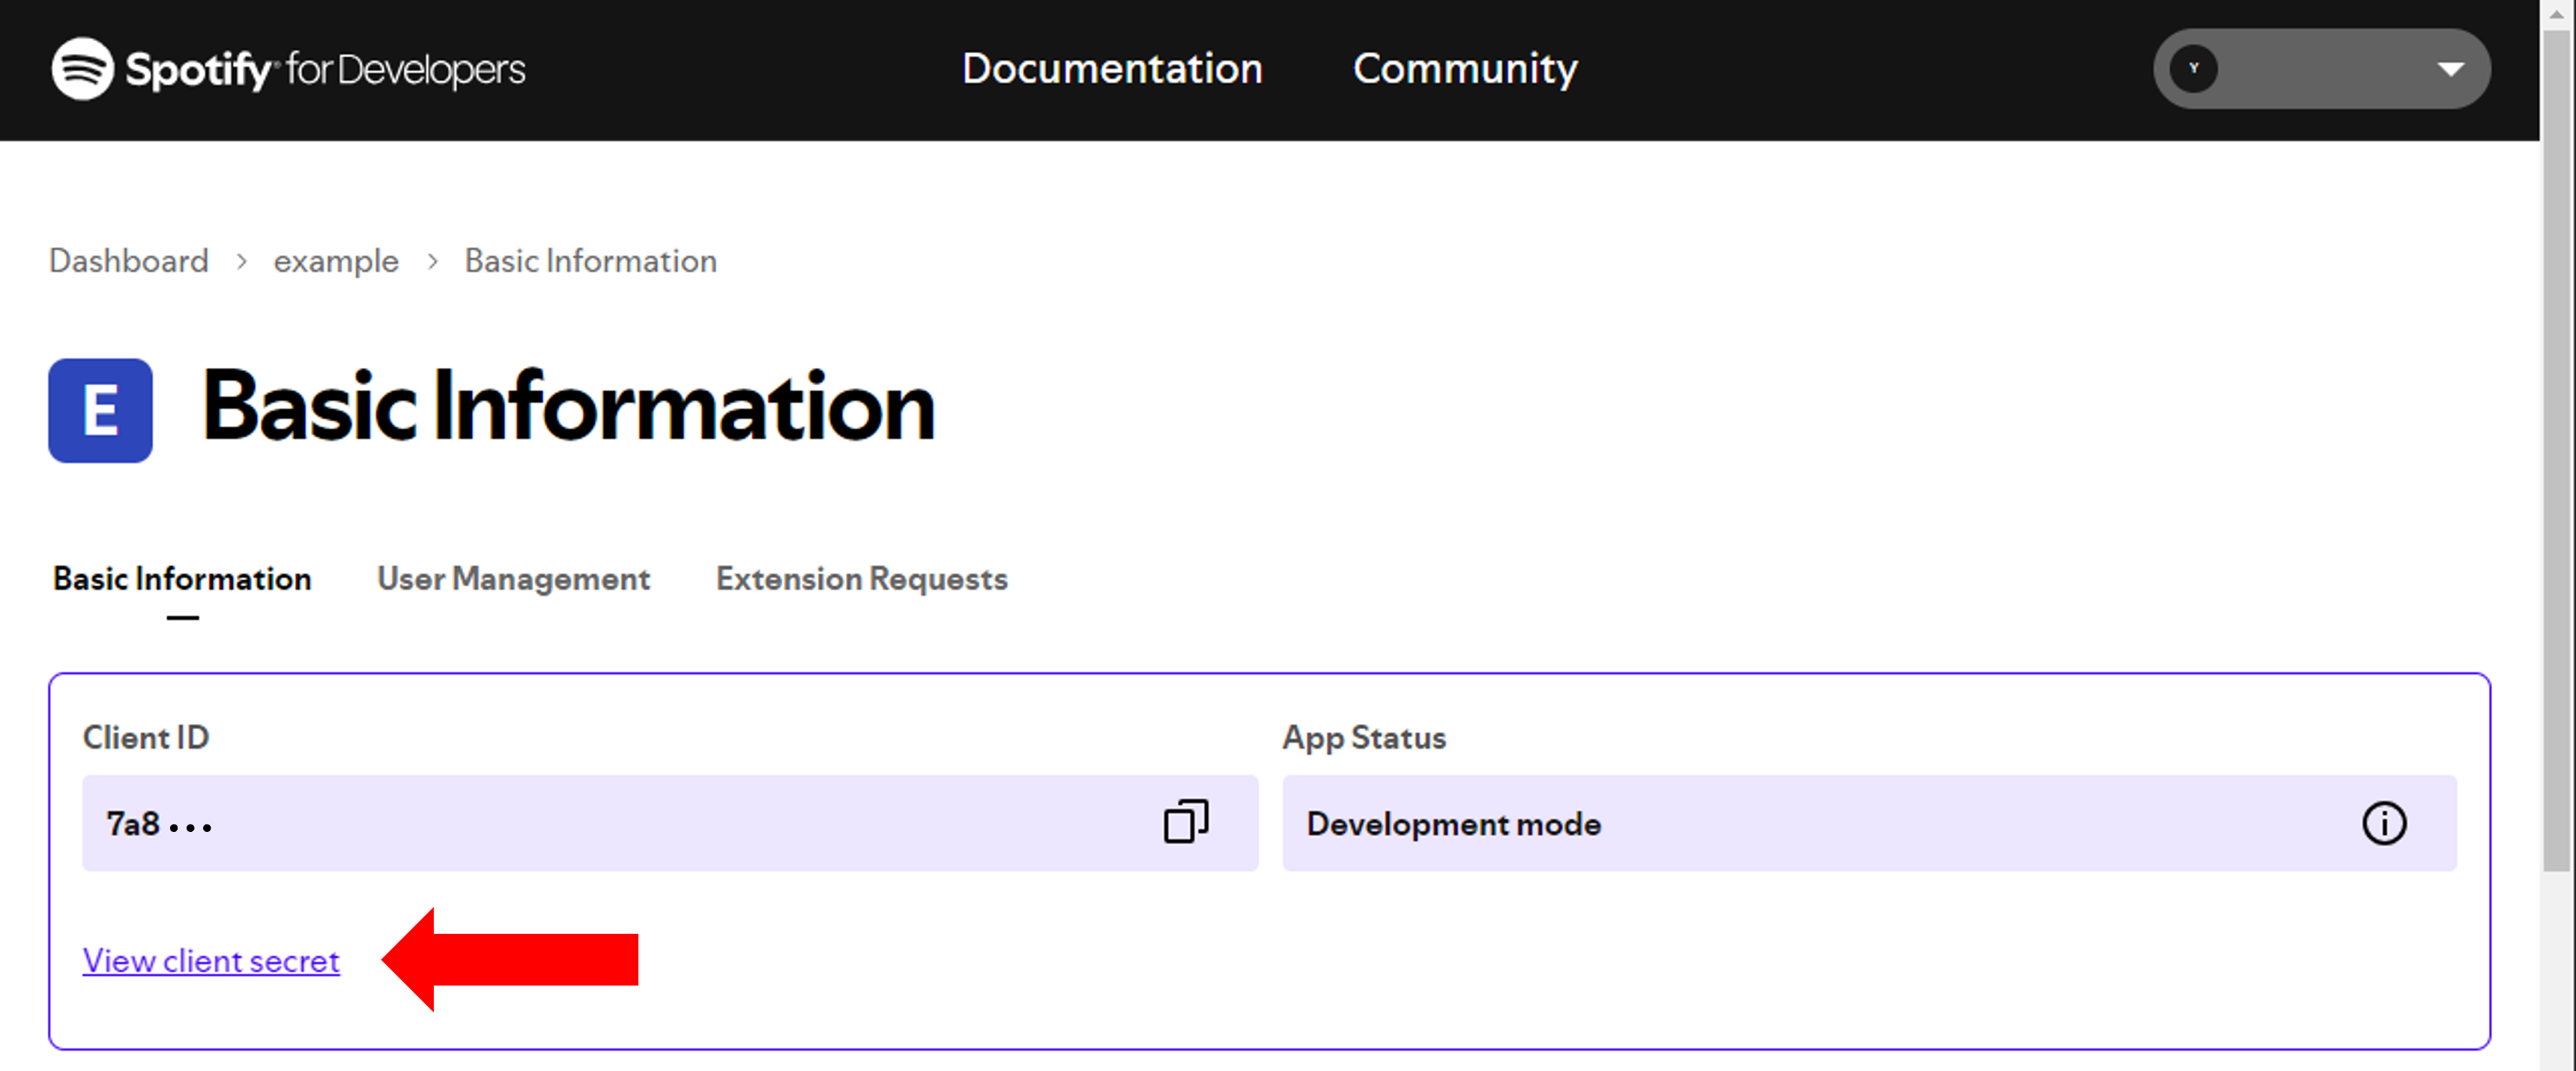 Spotify for Developers Documentation Community Y
Dashboard > example > Basic Information
E Basic Information
Basic Information User Management Extension Requests
Client ID App Status
7a8 ... Development mode
View client secret